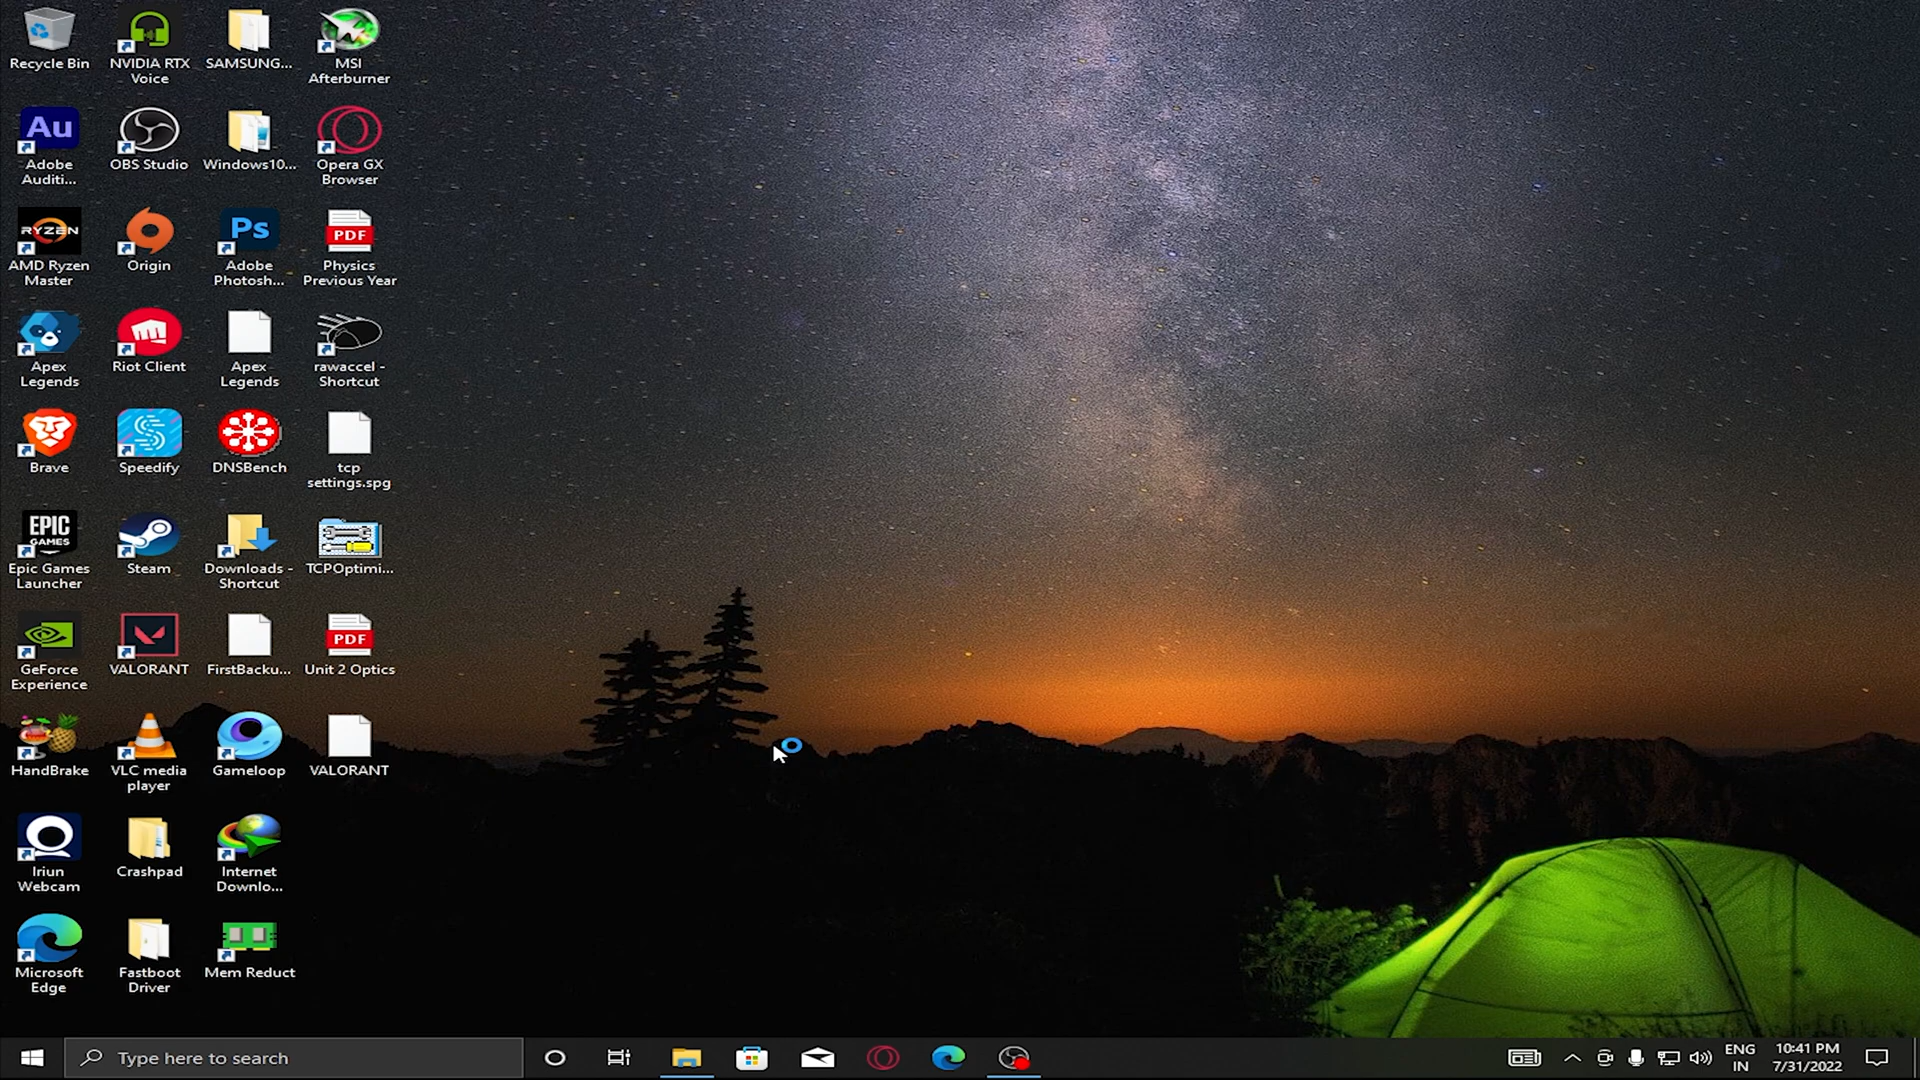 Recycle Bin
NVIDIA RTX
Voice
SAMSUNG...
MSI
Afterburner
Au
Adobe
Auditi...
OBS Studio
Windows10...
Opera GX
Browser
RYZEN
AMD Ryzen
Master
Origin
Ps
Adobe
Photosh...
PDF
Physics
Previous Year
Apex
Legends
Riot Client
Apex
Legends
rawaccel -
Shortcut
Brave
Speedify
DNSBench
tcp
settings.spg
EPIC
GAMES
Epic Games
Launcher
Steam
Downloads -
Shortcut
TCPOptimi...
GeForce
Experience
VALORANT
FirstBacku...
PDF
Unit 2 Optics
HandBrake
VLC media
player
Gameloop
VALORANT
Iriun
Webcam
Crashpad
Internet
Downlo...
Microsoft
Edge
Fastboot
Driver
Mem Reduct
Type here to search
ENG
IN
10:41 PM
7/31/2022